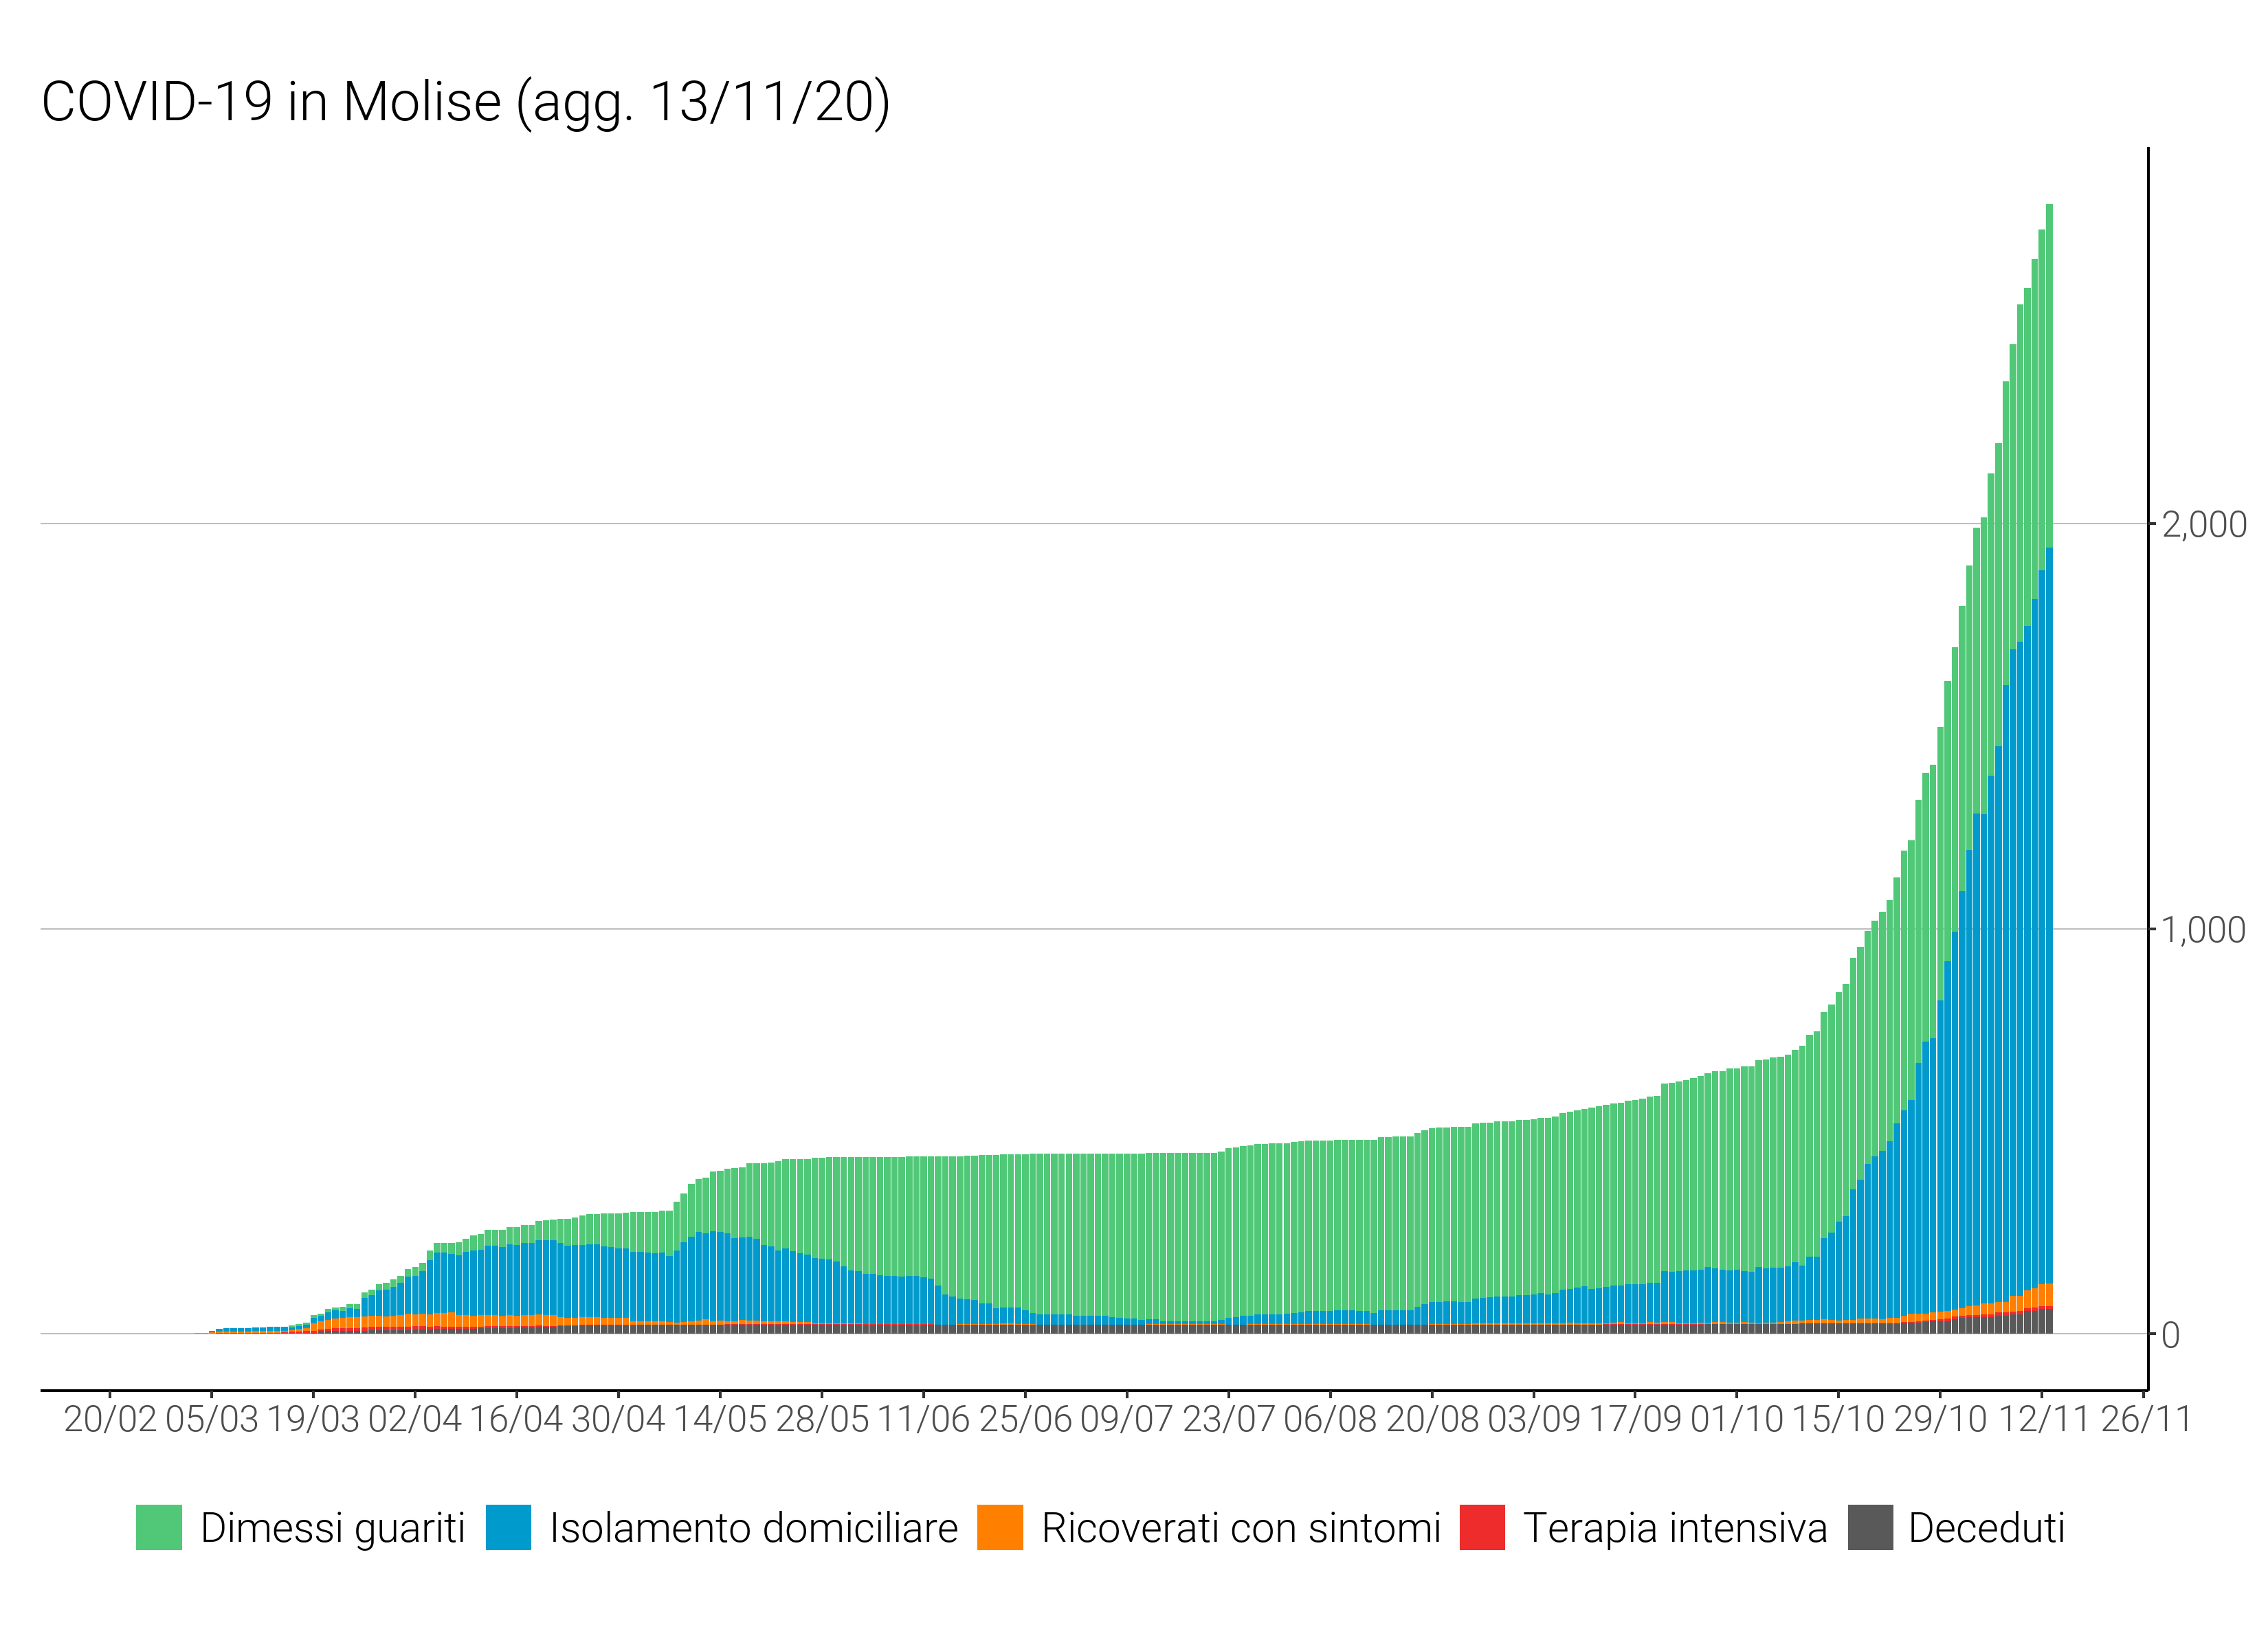 COVID-19 in Molise (agg. 13/11/20)
2,000
1,000
0
20/02 05/03 19/03 02/04 16/04 30/04 14/05 28/05 11/06 25/06 09/07 23/07 06/08 20/08 03/09 17/09 01/10 15/10 29/10 12/11 26/11
Dimessi guariti Isolamento domiciliare Ricoverati con sintomi Terapia intensiva Deceduti